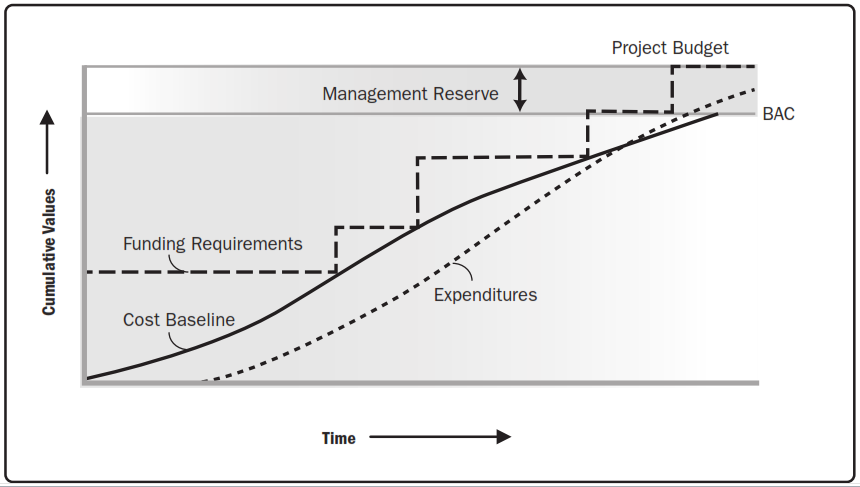 Project Budget
Management Reserve
BAC
Cumulative Values
Funding Requirements
Expenditures
Cost Baseline
Time